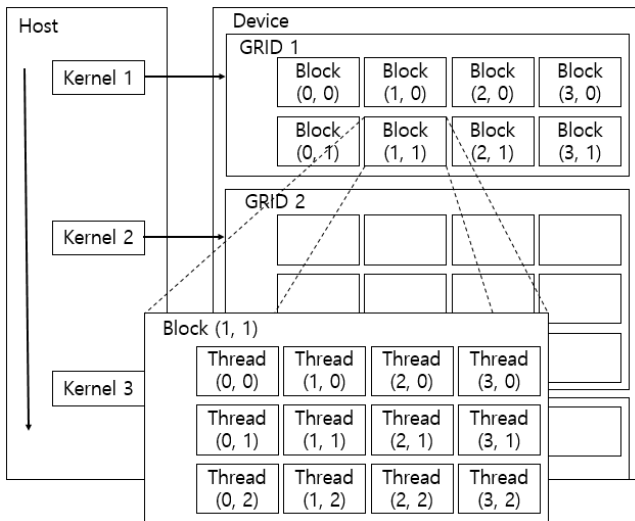 Host
Device
GRID 1
Kernel 1
Block Block Block Block
(0, 0) (1, 0) (2, 0) (3, 0)
Block Block Block Block
(0, 1) (1, 1) (2, 1) (3, 1)
GRID 2
Kernel 2
Block (1, 1)
Kernel 3
Thread Thread Thread Thread
(0, 0) (1, 0) (2, 0) (3, 0)
Thread Thread Thread Thread
(0, 1) (1, 1) (2, 1) (3, 1)
Thread Thread Thread Thread
(0, 2) (1, 2) (2, 2) (3, 2)